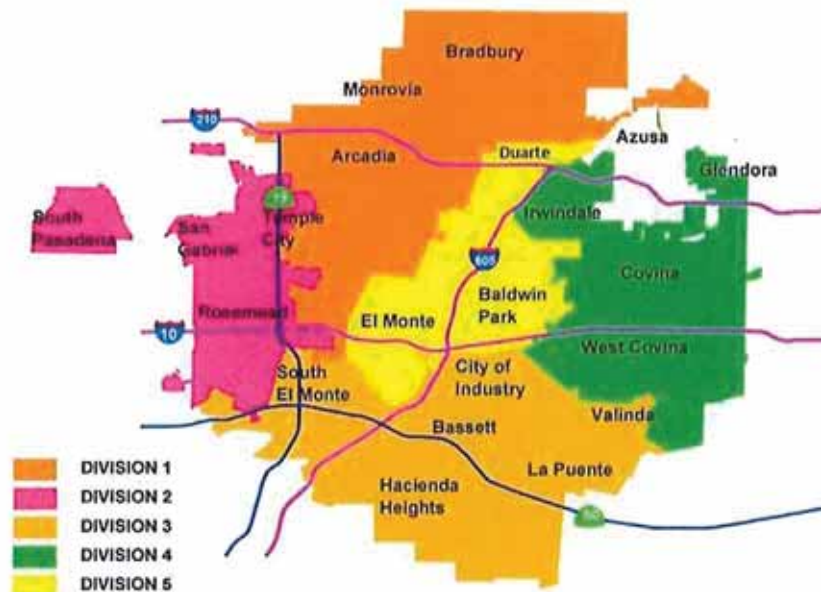 Bradbury
Monrovia
210
Azusa
Duarte
Arcadia
Glendora
South
Pasadena
San
Gabriel
Temple
City
Irwindale
605
Covina
Baldwin
Park
Rosemead
El Monte
10
West Covina
South
El Monte
City of
Industry
Valinda
Bassett
La Puente
Hacienda
Heights
60
DIVISION 1
DIVISION 2
DIVISION 3
DIVISION 4
DIVISION 5